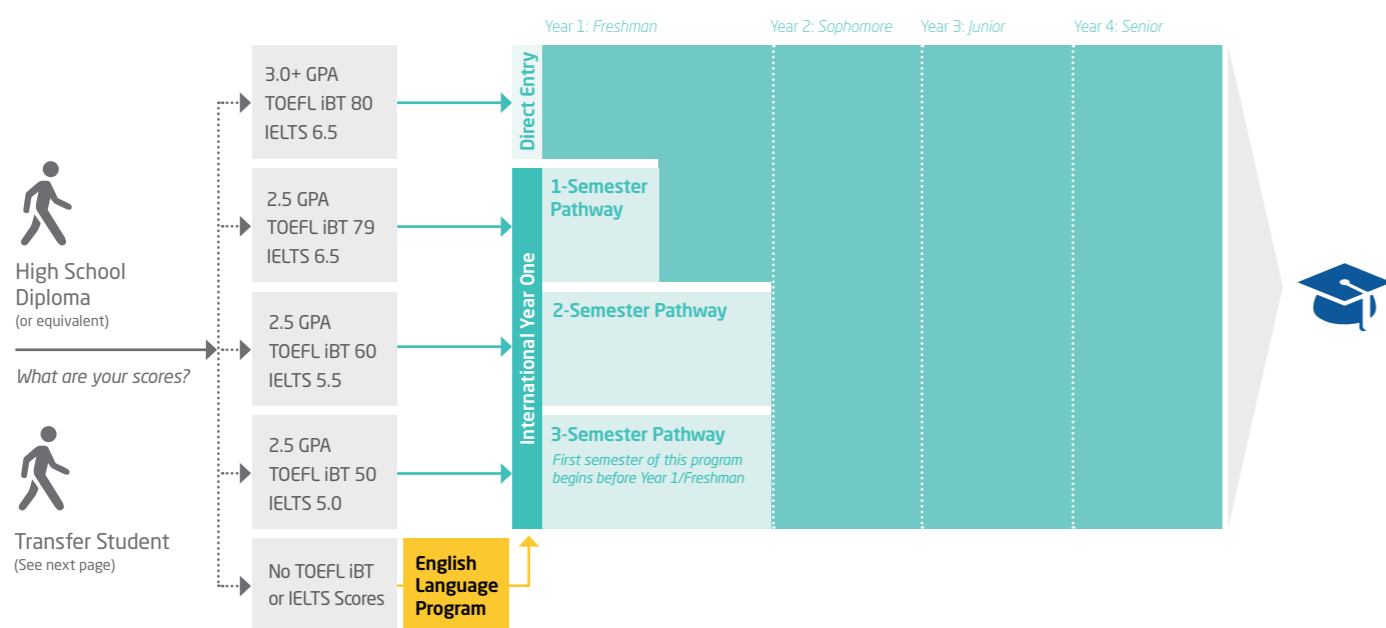 Year 1: Freshman
Year 2: Sophomore
Year 3: Junior
Year 4: Senior
High School
Diploma
(or equivalent)
What are your scores?
Transfer Student
(See next page)
3.0+ GPA
TOEFL iBT 80
IELTS 6.5
2.5 GPA
TOEFL iBT 79
IELTS 6.5
2.5 GPA
TOEFL iBT 60
IELTS 5.5
2.5 GPA
TOEFL iBT 50
IELTS 5.0
No TOEFL iBT
or IELTS Scores
English
Language
Program
Direct Entry
International Year One
1-Semester
Pathway
2-Semester Pathway
3-Semester Pathway
First semester of this program
begins before Year 1/Freshman